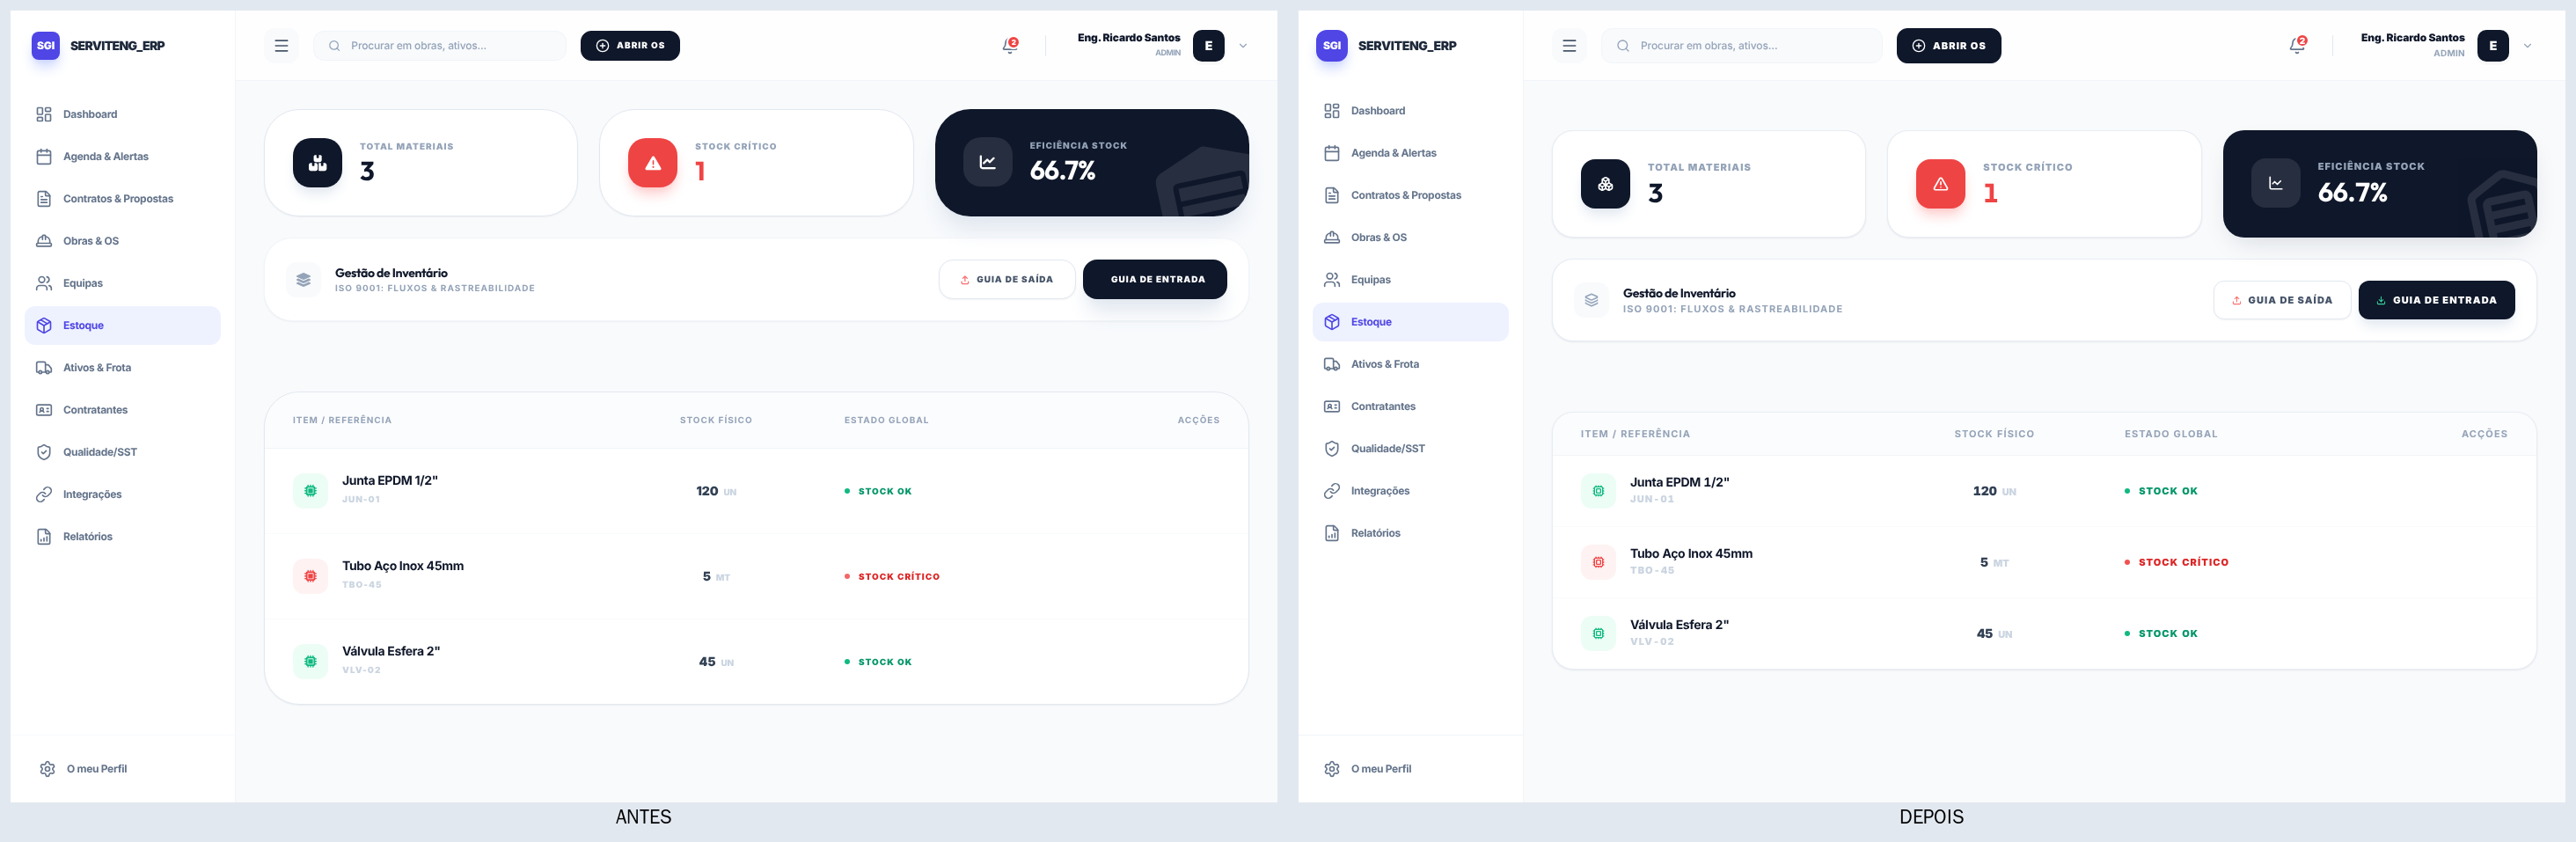 SGI SERVITENG_ERP
Procurar em obras, ativos...
ABRIR OS
2
Eng. Ricardo Santos
ADMIN
E
Dashboard
Agenda & Alertas
Contratos & Propostas
Obras & OS
Equipas
Estoque
Ativos & Frota
Contratantes
Qualidade/SST
Integrações
Relatórios
O meu Perfil
TOTAL MATERIAIS
3
STOCK CRÍTICO
1
EFICIÊNCIA STOCK
66.7%
Gestão de Inventário
ISO 9001: FLUXOS & RASTREABILIDADE
GUIA DE SAÍDA
GUIA DE ENTRADA
ITEM / REFERÊNCIA STOCK FÍSICO ESTADO GLOBAL ACÇÕES
Junta EPDM 1/2"
JUN-01
120 UN
STOCK OK
Tubo Aço Inox 45mm
TBO-45
5 MT
STOCK CRÍTICO
Válvula Esfera 2"
VLV-02
45 UN
STOCK OK
ANTES
SGI SERVITENG_ERP
Procurar em obras, ativos...
ABRIR OS
2
Eng. Ricardo Santos
ADMIN
E
Dashboard
Agenda & Alertas
Contratos & Propostas
Obras & OS
Equipas
Estoque
Ativos & Frota
Contratantes
Qualidade/SST
Integrações
Relatórios
O meu Perfil
TOTAL MATERIAIS
3
STOCK CRÍTICO
1
EFICIÊNCIA STOCK
66.7%
Gestão de Inventário
ISO 9001: FLUXOS & RASTREABILIDADE
GUIA DE SAÍDA
GUIA DE ENTRADA
ITEM / REFERÊNCIA STOCK FÍSICO ESTADO GLOBAL ACÇÕES
Junta EPDM 1/2"
JUN-01
120 UN
STOCK OK
Tubo Aço Inox 45mm
TBO-45
5 MT
STOCK CRÍTICO
Válvula Esfera 2"
VLV-02
45 UN
STOCK OK
DEPOIS